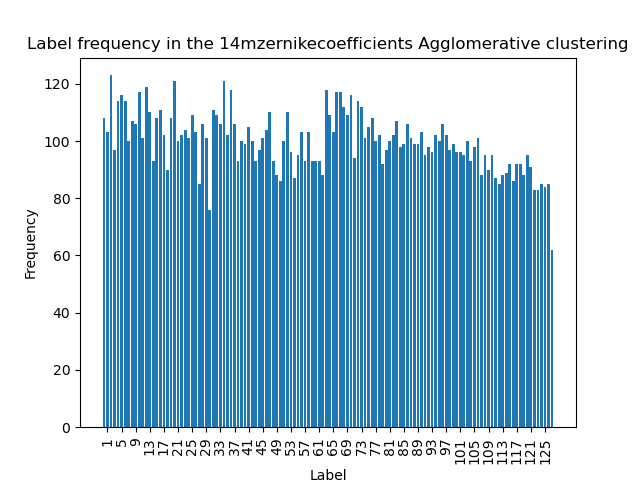 Label frequency in the 14mzernikecoefficients Agglomerative clustering
120
100
80
60
40
20
0
Frequency
1 5 9 13 17 21 25 29 33 37 41 45 49 53 57 61 65 69 73 77 81 85 89 93 97 101 105 109 113 117 121 125
Label